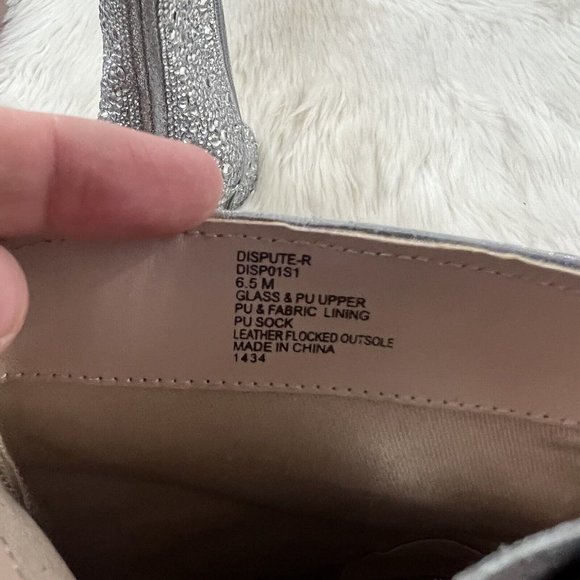 DISPUTE-R
DISP01S1
6.5 M
GLASS & PU UPPER
PU & FABRIC LINING
PU SOCK
LEATHER FLOCKED OUTSOLE
MADE IN CHINA
1434